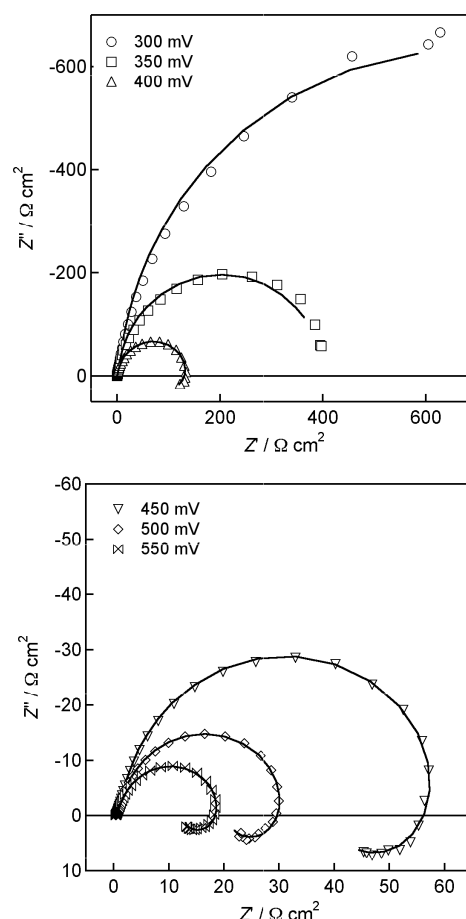 300 mV
350 mV
400 mV
-600
-400
-200
0
Z'' / Ω cm²
0
200
400
600
Z' / Ω cm²
450 mV
500 mV
550 mV
-60
-50
-40
-30
-20
-10
0
10
Z'' / Ω cm²
0
10
20
30
40
50
60
Z' / Ω cm²